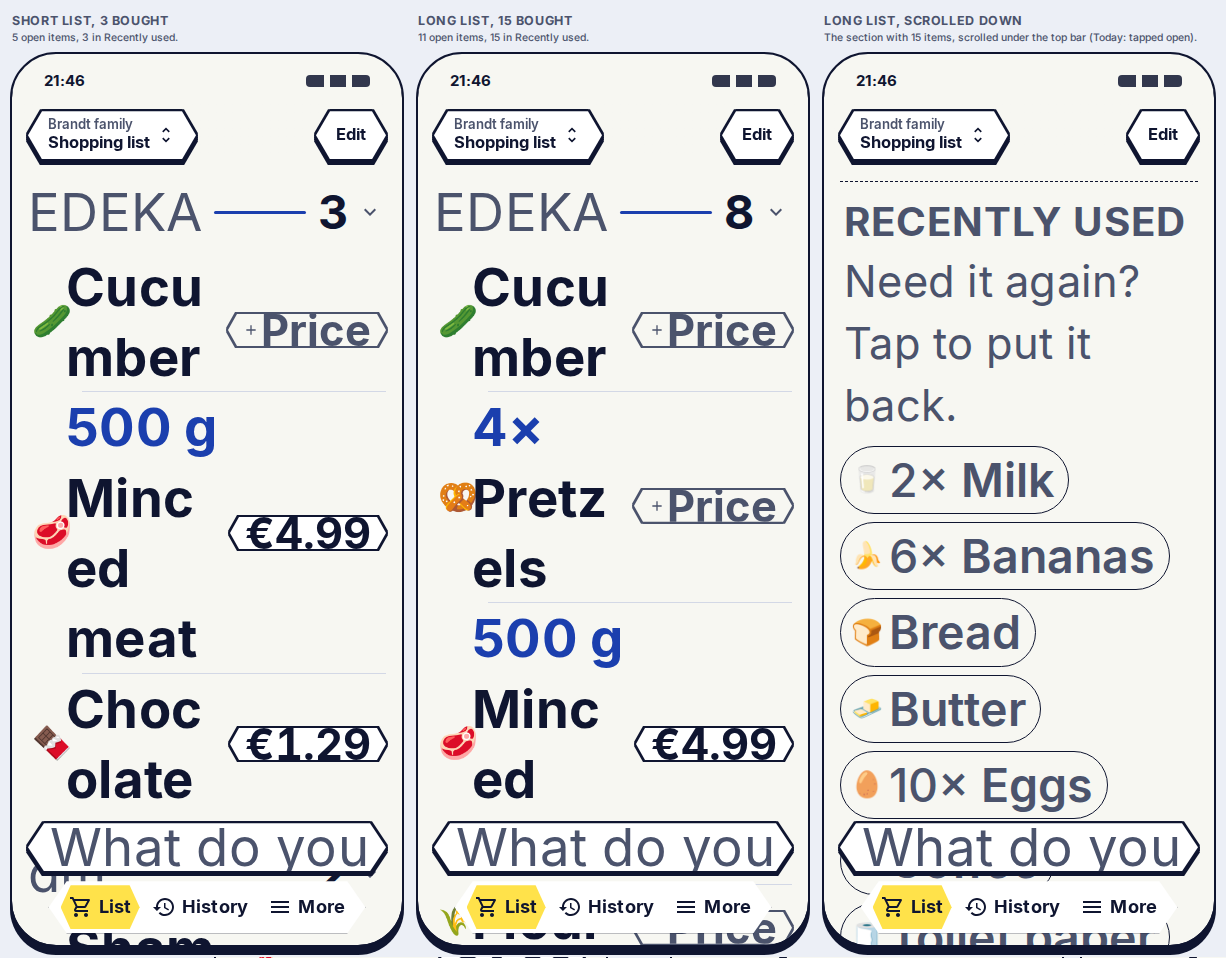 SHORT LIST, 3 BOUGHT
5 open items, 3 in Recently used.
21:46
Brandt family
Shopping list
Edit
EDEKA 3
Cucu
mber
+ Price
500 g
Minc
ed
meat
€4.99
Choc
olate
€1.29
What do you
List History More
LONG LIST, 15 BOUGHT
11 open items, 15 in Recently used.
21:46
Brandt family
Shopping list
Edit
EDEKA 8
Cucu
mber
+ Price
4×
Pretz
els
+ Price
500 g
Minc
ed
€4.99
What do you
List History More
Price
LONG LIST, SCROLLED DOWN
The section with 15 items, scrolled under the top bar (Today: tapped open).
21:46
Brandt family
Shopping list
Edit
RECENTLY USED
Need it again?
Tap to put it
back.
2× Milk
6× Bananas
Bread
Butter
10× Eggs
What do you
List History More
Toilet paper